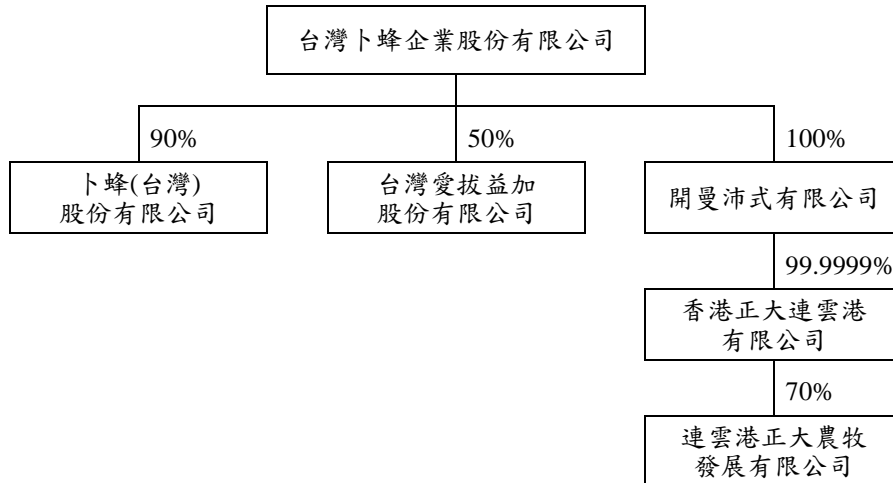 台灣卜蜂企業股份有限公司
90%
50%
100%
卜蜂(台灣)
股份有限公司
台灣愛拔益加
股份有限公司
開曼沛式有限公司
99.9999%
香港正大連雲港
有限公司
70%
連雲港正大農牧
發展有限公司